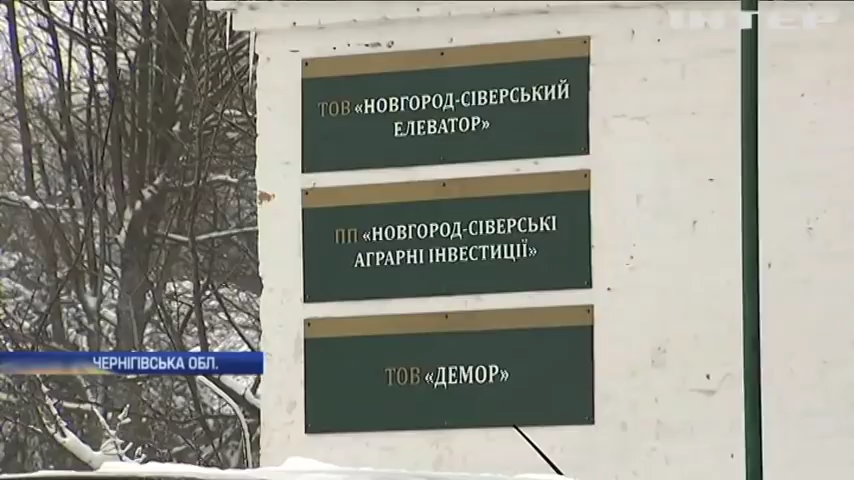 ІНТЕР
ТОВ «НОВГОРОД-СІВЕРСЬКИЙ
ЕЛЕВАТОР»
ПП «НОВГОРОД-СІВЕРСЬКІ
АГРАРНІ ІНВЕСТИЦІЇ»
ЧЕРНІГІВСЬКА ОБЛ.
ТОВ «ДЕМОР»